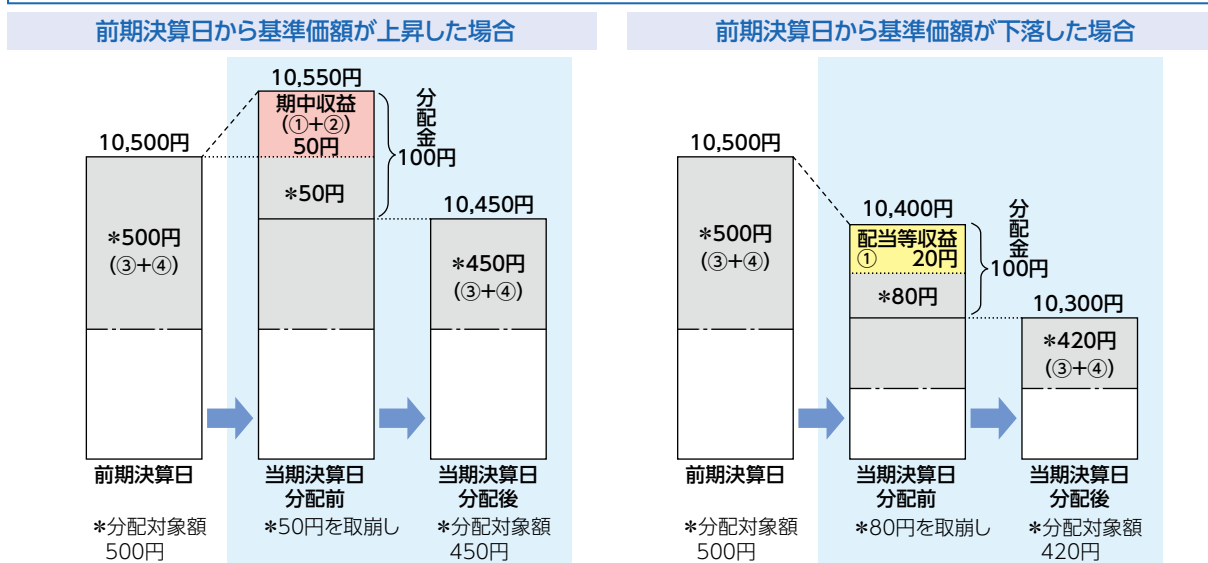 前期決算日から基準価額が上昇した場合
10,550円
期中収益
(①+②)
50円
分配金
100円
10,500円
*50円
10,450円
*500円
(③+④)
*450円
(③+④)
前期決算日
当期決算日
分配前
当期決算日
分配後
*分配対象額
500円
*50円を取崩し
*分配対象額
450円
前期決算日から基準価額が下落した場合
10,500円
10,400円
配当等収益
① 20円
分配金
100円
*500円
(③+④)
*80円
10,300円
*420円
(③+④)
前期決算日
当期決算日
分配前
当期決算日
分配後
*分配対象額
500円
*80円を取崩し
*分配対象額
420円